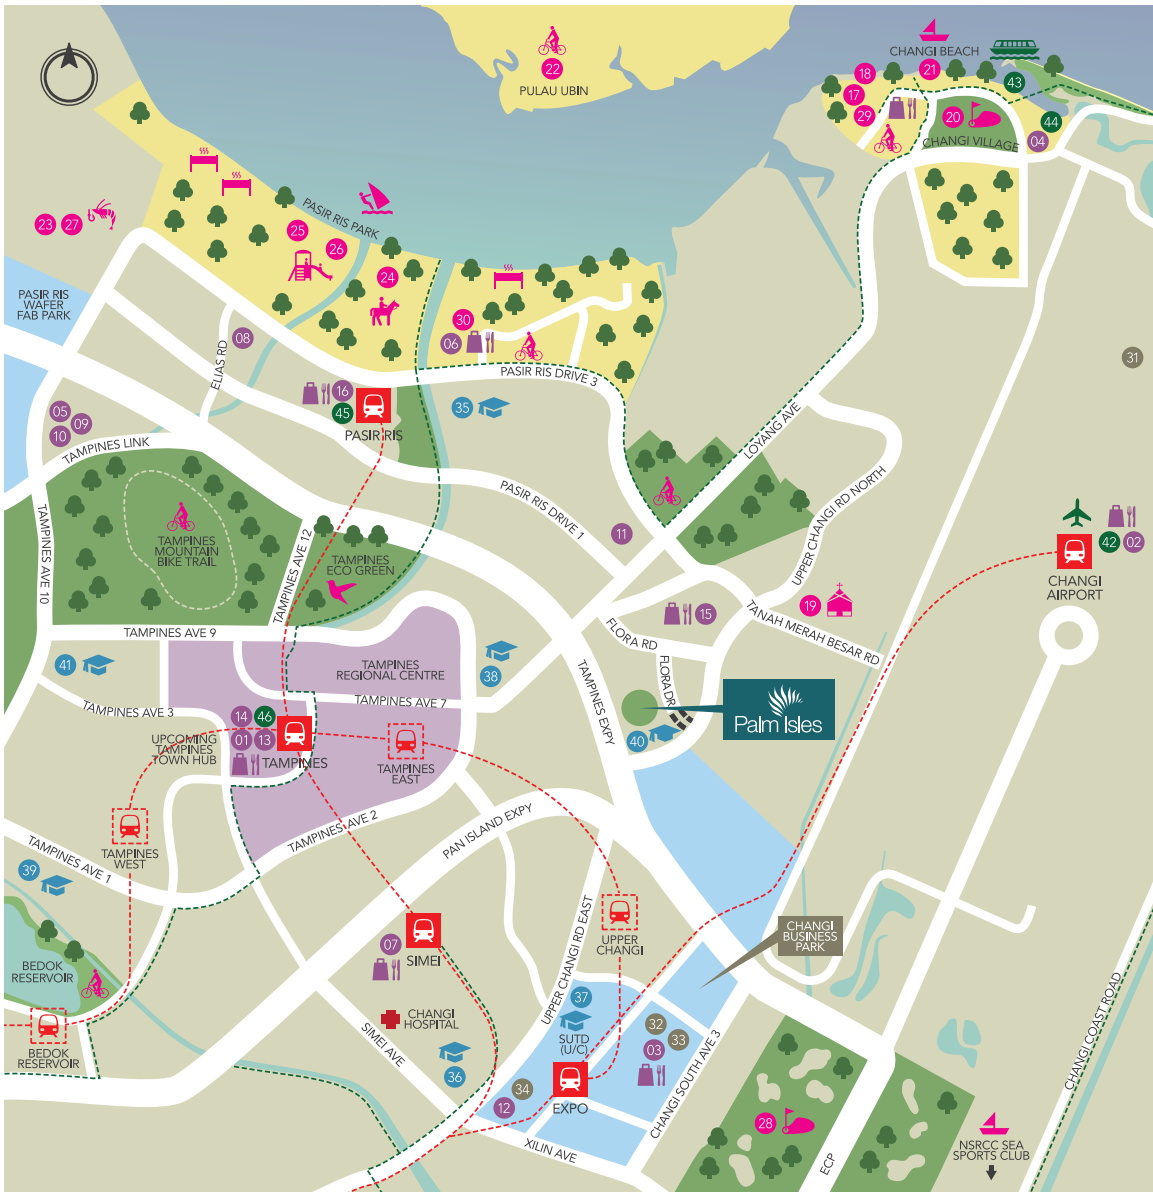 22
PULAU UBIN
CHANGI BEACH
18
21
43
17
29
20
44
CHANGI VILLAGE
04
PASIR RIS PARK
23
27
25
26
24
PASIR RIS
WAFER
FAB PARK
30
08
06
ELIAS RD
PASIR RIS DRIVE 3
31
16
45
35
PASIR RIS
05
09
10
TAMPINES LINK
LOYANG AVE
UPPER CHANGI RD NORTH
PASIR RIS DRIVE 1
11
TAMPINES AVE 10
TAMPINES
MOUNTAIN
BIKE TRAIL
TAMPINES AVE 12
TAMPINES
ECO GREEN
42
02
CHANGI
AIRPORT
19
15
TANAH MERAH BESAR RD
FLORA RD
FLORA DR
TAMPINES AVE 9
41
TAMPINES
REGIONAL CENTRE
38
TAMPINES EXPY
TAMPINES AVE 3
TAMPINES AVE 7
Palm Isles
14
46
01
13
40
UPCOMING
TAMPINES
TOWN HUB
TAMPINES
TAMPINES
EAST
TAMPINES AVE 2
PAN ISLAND EXPY
TAMPINES AVE 1
TAMPINES
WEST
39
UPPER CHANGI RD EAST
UPPER
CHANGI
CHANGI
BUSINESS
PARK
07
SIMEI
BEDOK
RESERVOIR
CHANGI
HOSPITAL
37
SUTD
(U/C)
32
33
03
SIMEI AVE
BEDOK
RESERVOIR
36
34
12
EXPO
CHANGI SOUTH AVE 3
CHANGI COAST ROAD
XILIN AVE
28
ECP
NSRCC SEA
SPORTS CLUB